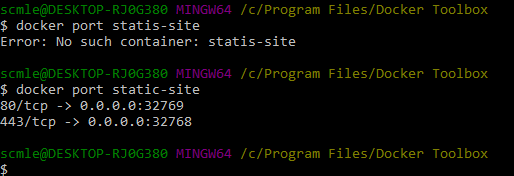 scmle@DESKTOP-RJ0G380 MINGW64 /c/Program Files/Docker Toolbox
$ docker port statis-site
Error: No such container: statis-site
scmle@DESKTOP-RJ0G380 MINGW64 /c/Program Files/Docker Toolbox
$ docker port static-site
80/tcp -> 0.0.0.0:32769
443/tcp -> 0.0.0.0:32768
scmle@DESKTOP-RJ0G380 MINGW64 /c/Program Files/Docker Toolbox
$